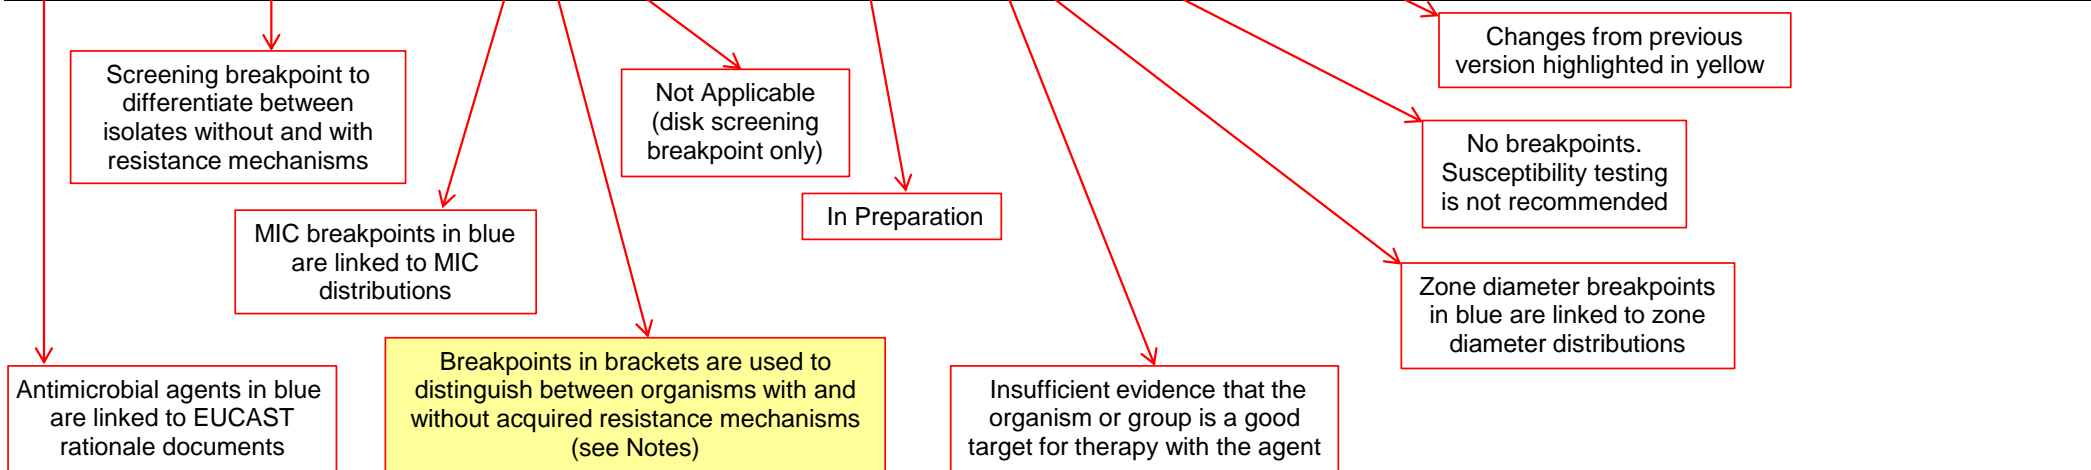 Changes from previous
version highlighted in yellow
Screening breakpoint to
differentiate between
isolates without and with
resistance mechanisms
Not Applicable
(disk screening
breakpoint only)
No breakpoints.
Susceptibility testing
is not recommended
In Preparation
MIC breakpoints in blue
are linked to MIC
distributions
Zone diameter breakpoints
in blue are linked to zone
diameter distributions
Antimicrobial agents in blue
are linked to EUCAST
rationale documents
Breakpoints in brackets are used to
distinguish between organisms with and
without acquired resistance mechanisms
(see Notes)
Insufficient evidence that the
organism or group is a good
target for therapy with the agent